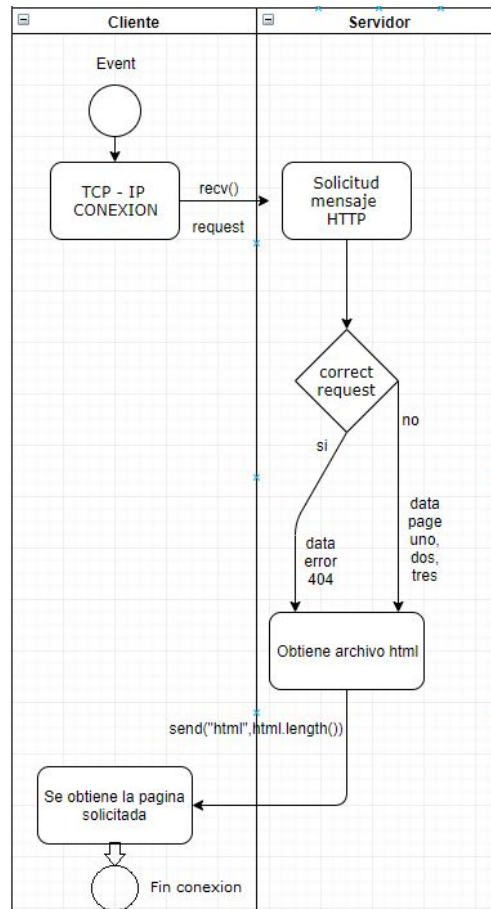 Cliente
Servidor
Event
TCP - IP
CONEXION
recv()
request
Solicitud
mensaje
HTTP
correct
request
si
no
data
error
404
data
page
uno,
dos,
tres
Obtiene archivo html
send("html",html.length())
Se obtiene la pagina
solicitada
Fin conexion